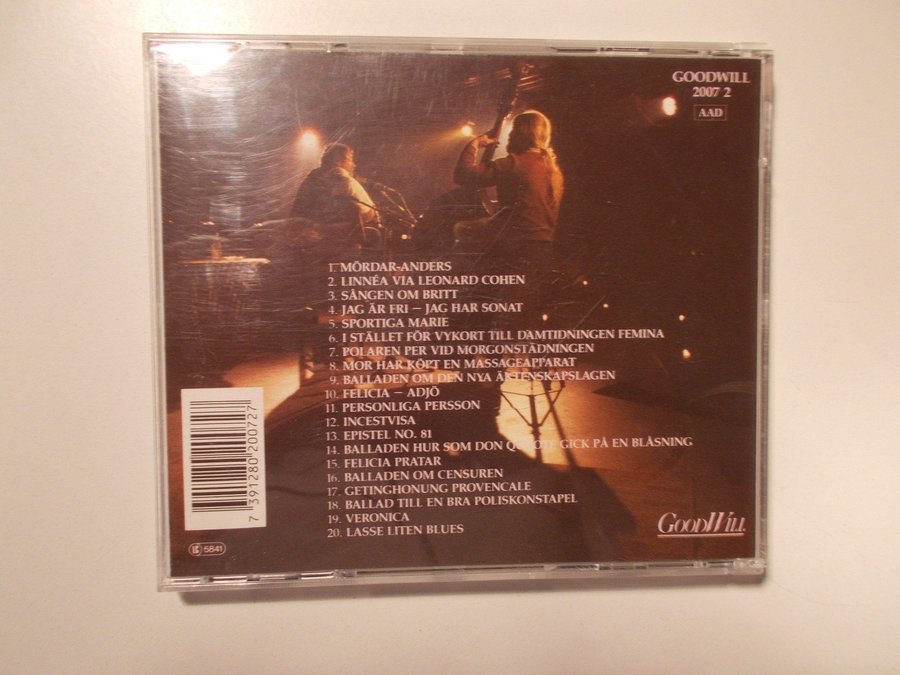 GOODWILL
2007 2
AAD
1. MÖRDAR-ANDERS
2. LINNÉA VIA LEONARD COHEN
3. SÅNGEN OM BRITT
4. JAG ÄR FRI – JAG HAR SONAT
5. SPORTIGA MARIE
6. I STÄLLET FÖR VYKORT TILL DAMTIDNINGEN FEMINA
7. POLAREN PER VID MORGONSTÄDNINGEN
8. MOR HAR KÖPT EN MASSAGEAPPARAT
9. BALLADEN OM DEN NYA ÄKTENSKAPSLAGEN
10. FELICIA – ADJÖ
11. PERSONLIGA PERSSON
12. INCESTVISA
13. EPISTEL NO. 81
14. BALLADEN HUR SOM DON GICK PÅ EN BLÅSNING
15. FELICIA PRATAR
16. BALLADEN OM CENSUREN
17. GETINGHONUNG PROVENCALE
18. BALLAD TILL EN BRA POLISKONSTAPEL
19. VERONICA
20. LASSE LITEN BLUES
7 391280 200727
5841
GOODWILL